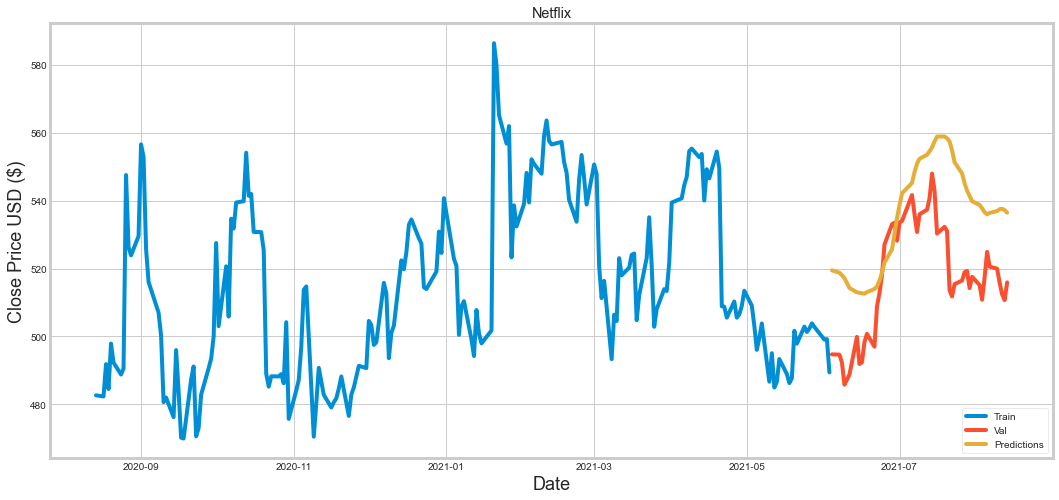 Netflix
Close Price USD ($)
580
560
540
520
500
480
2020-09
2020-11
2021-01
2021-03
2021-05
2021-07
Date
Train
Val
Predictions